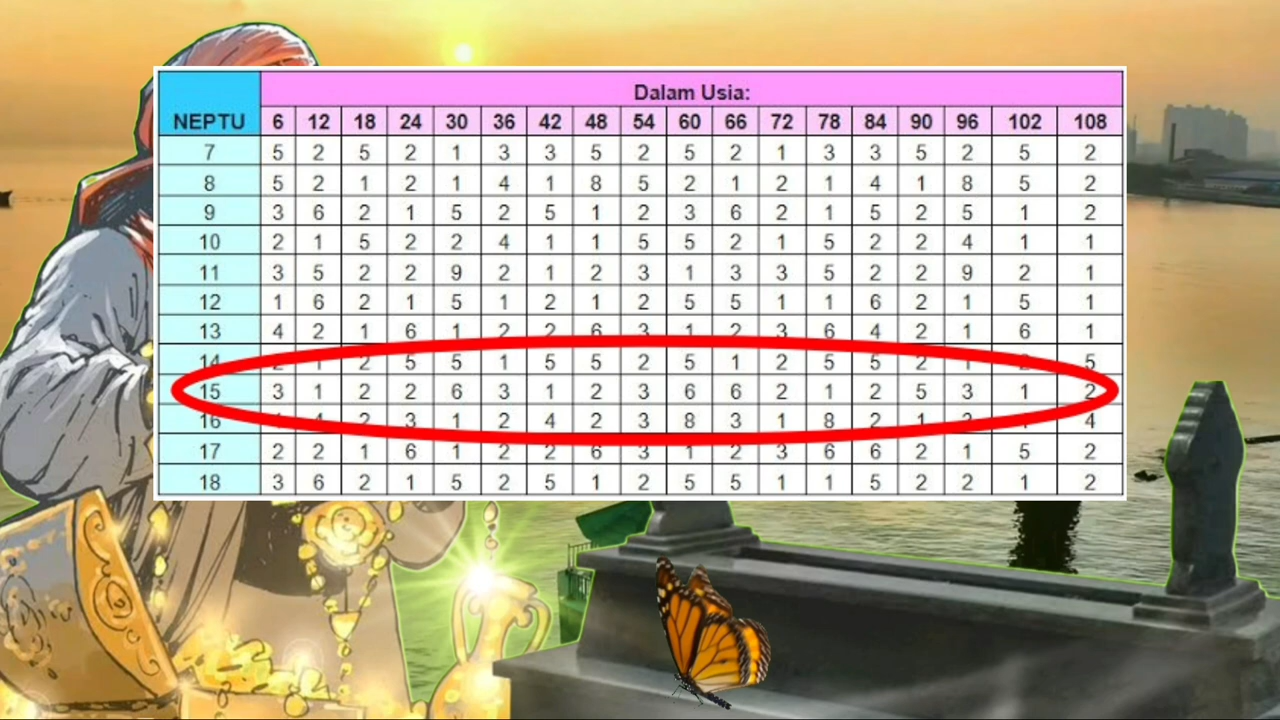 Dalam Usia:
NEPTU 6 12 18 24 30 36 42 48 54 60 66 72 78 84 90 96 102 108
7 5 2 5 2 1 3 3 5 2 5 2 1 3 3 5 2 5 2
8 5 2 1 2 1 4 1 8 5 2 1 2 1 4 1 8 5 2
9 3 6 2 1 5 2 5 1 2 3 6 2 1 5 2 5 1 2
10 2 1 5 2 2 4 1 1 5 5 2 1 5 2 2 4 1 1
11 3 5 2 2 9 2 1 2 3 1 3 3 5 2 2 9 2 1
12 1 6 2 1 5 1 2 1 2 5 5 1 1 6 2 1 5 1
13 4 2 1 6 1 2 2 6 3 1 2 3 6 4 2 1 6 1
14 2 1 2 5 5 1 5 5 2 5 1 2 5 5 2 1 2 5
15 3 1 2 2 6 3 1 2 3 6 6 2 1 2 5 3 1 2
16 4 2 3 1 2 4 2 3 8 3 1 8 2 1 2 4
17 2 2 1 6 1 2 2 6 3 1 2 3 6 6 2 1 5 2
18 3 6 2 1 5 2 5 1 2 5 5 1 1 5 2 2 1 2